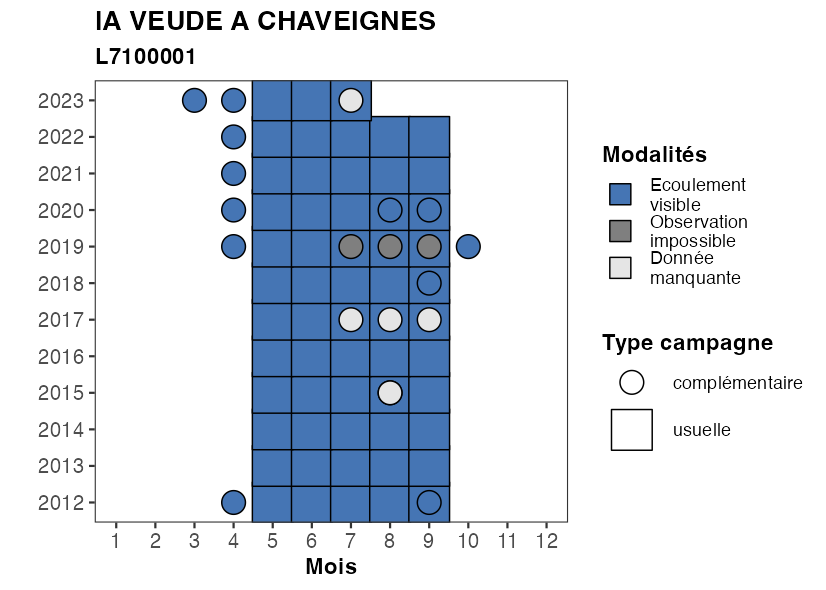 IA VEUDE A CHAVEIGNES
L7100001
2023
2022
2021
2020
2019
2018
2017
2016
2015
2014
2013
2012
1 2 3 4 5 6 7 8 9 10 11 12
Mois
Modalités
Ecoulement
visible
Observation
impossible
Donnée
manquante
Type campagne
complémentaire
usuelle